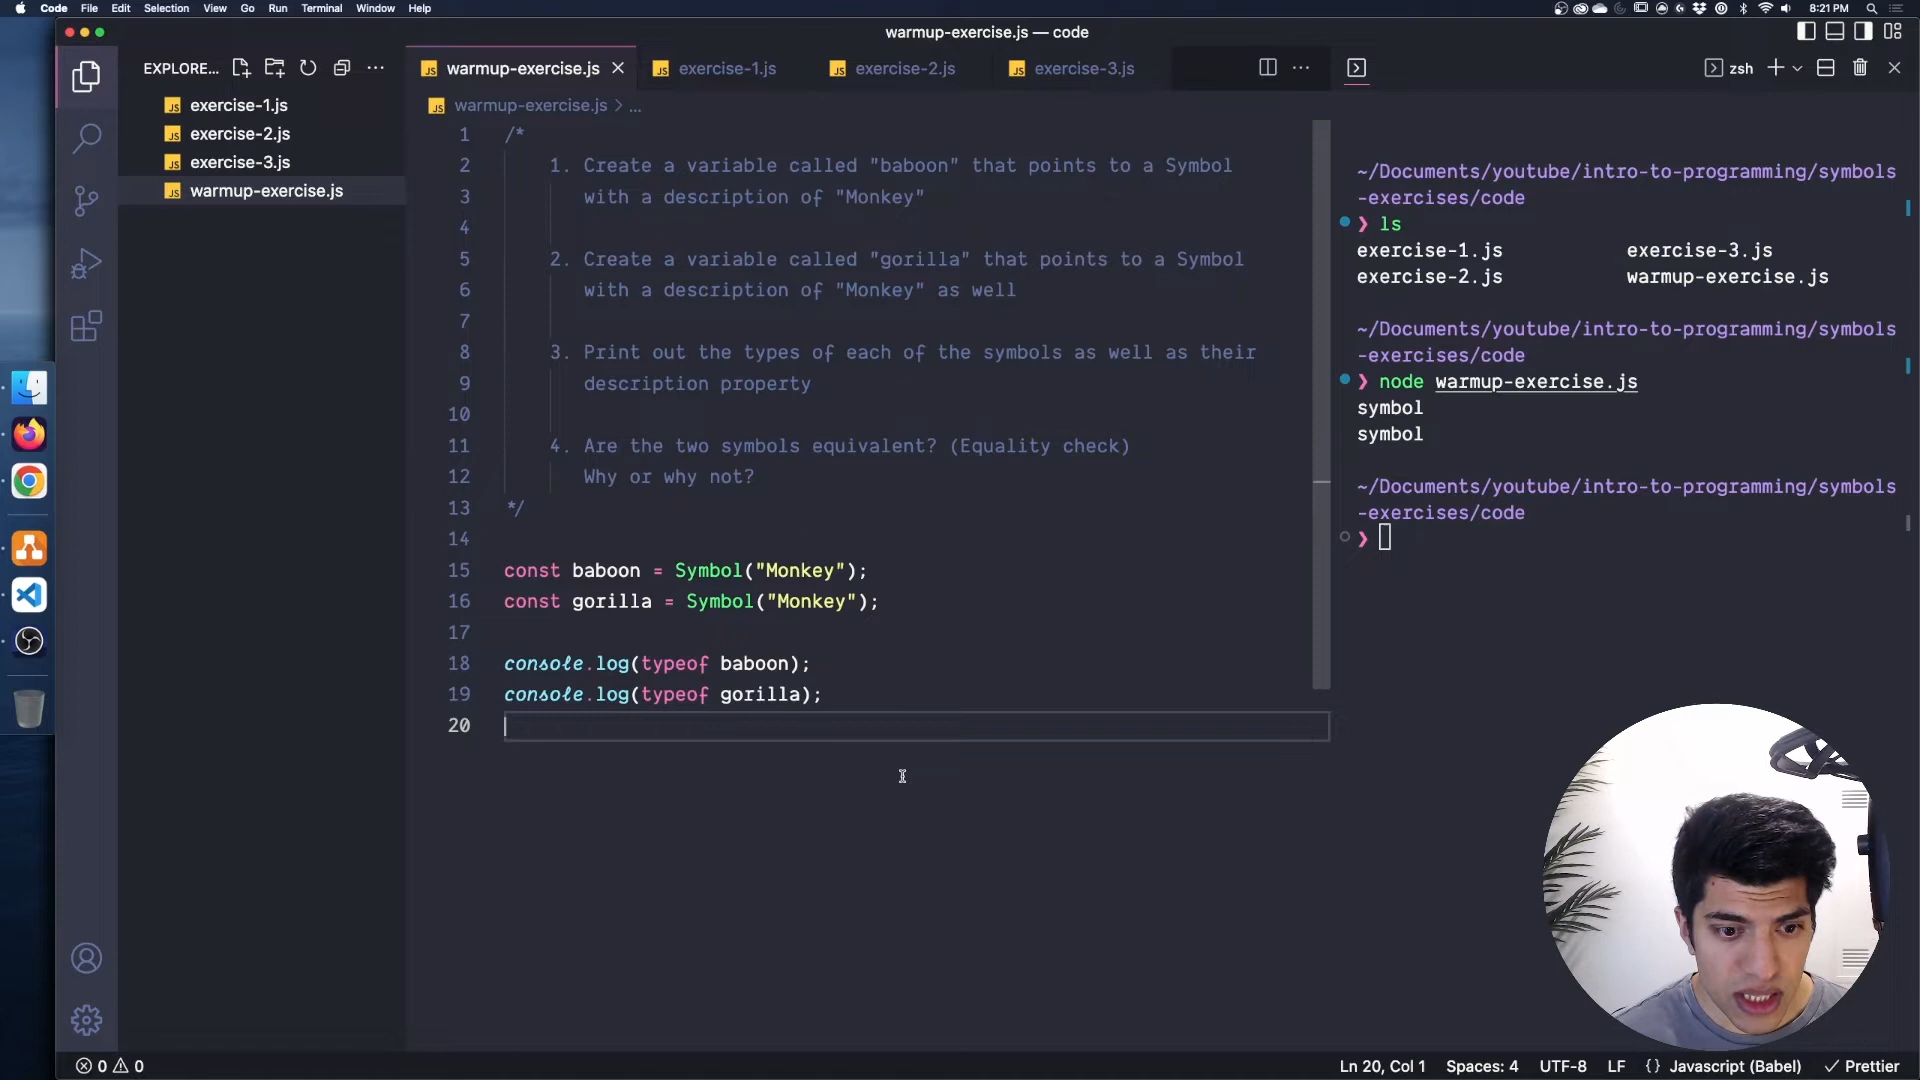 Code File Edit Selection View Go Run Terminal Window Help 8:21 PM
warmup-exercise.js — code
EXPLORE...
exercise-1.js
exercise-2.js
exercise-3.js
warmup-exercise.js
warmup-exercise.js exercise-1.js exercise-2.js exercise-3.js
warmup-exercise.js > ...
1 /*
2 1. Create a variable called "baboon" that points to a Symbol
3 with a description of "Monkey"
4
5 2. Create a variable called "gorilla" that points to a Symbol
6 with a description of "Monkey" as well
7
8 3. Print out the types of each of the symbols as well as their
9 description property
10
11 4. Are the two symbols equivalent? (Equality check)
12 Why or why not?
13 */
14
15 const baboon = Symbol("Monkey");
16 const gorilla = Symbol("Monkey");
17
18 console.log(typeof baboon);
19 console.log(typeof gorilla);
20
zsh
~/Documents/youtube/intro-to-programming/symbols
-exercises/code
❯ ls
exercise-1.js exercise-3.js
exercise-2.js warmup-exercise.js
~/Documents/youtube/intro-to-programming/symbols
-exercises/code
❯ node warmup-exercise.js
symbol
symbol
~/Documents/youtube/intro-to-programming/symbols
-exercises/code
❯
0 0 Ln 20, Col 1 Spaces: 4 UTF-8 LF {} Javascript (Babel) ✓ Prettier